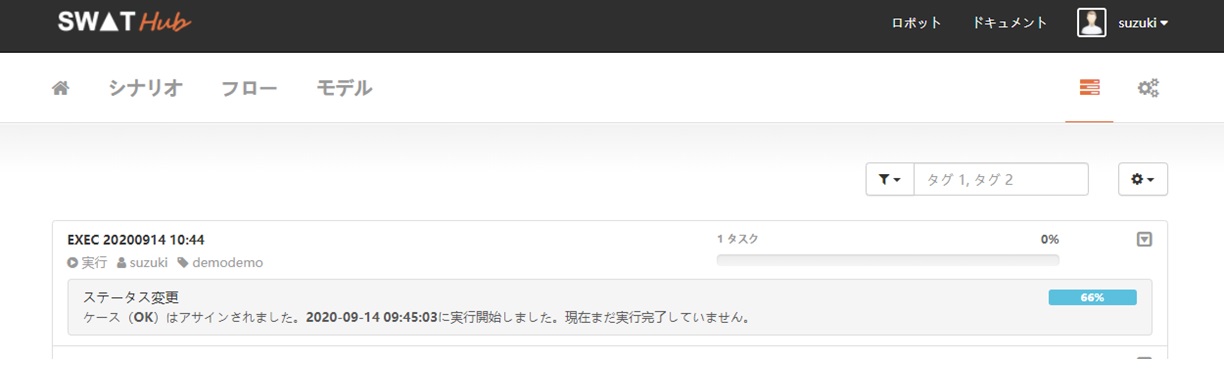 SWAT Hub
ロボット ドキュメント suzuki
シナリオ フロー モデル
タグ 1, タグ 2
EXEC 20200914 10:44 1 タスク 0%
実行 suzuki demodemo
ステータス変更 66%
ケース（OK）はアサインされました。2020-09-14 09:45:03に実行開始しました。現在まだ実行完了していません。